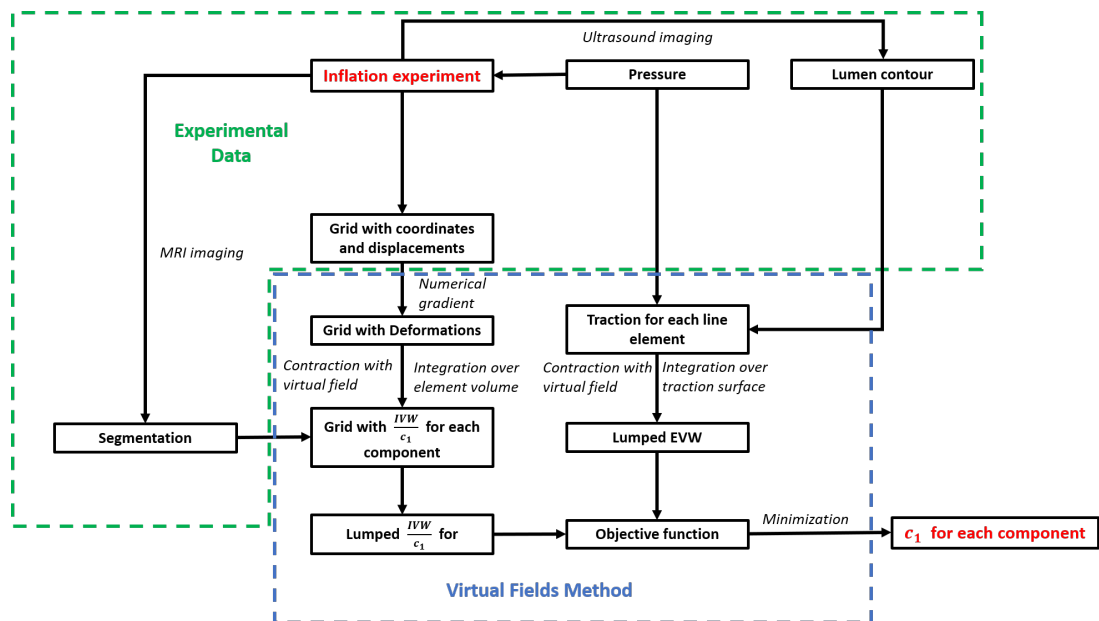 Ultrasound imaging
Inflation experiment
Pressure
Lumen contour
Experimental
Data
Grid with coordinates
and displacements
MRI imaging
Numerical
gradient
Grid with Deformations
Traction for each line
element
Contraction with
virtual field
Integration over
element volume
Contraction with
virtual field
Integration over
traction surface
Segmentation
Grid with IVW/c₁ for each
component
Lumped EVW
Lumped IVW/c₁ for
Objective function
Minimization
c₁ for each component
Virtual Fields Method